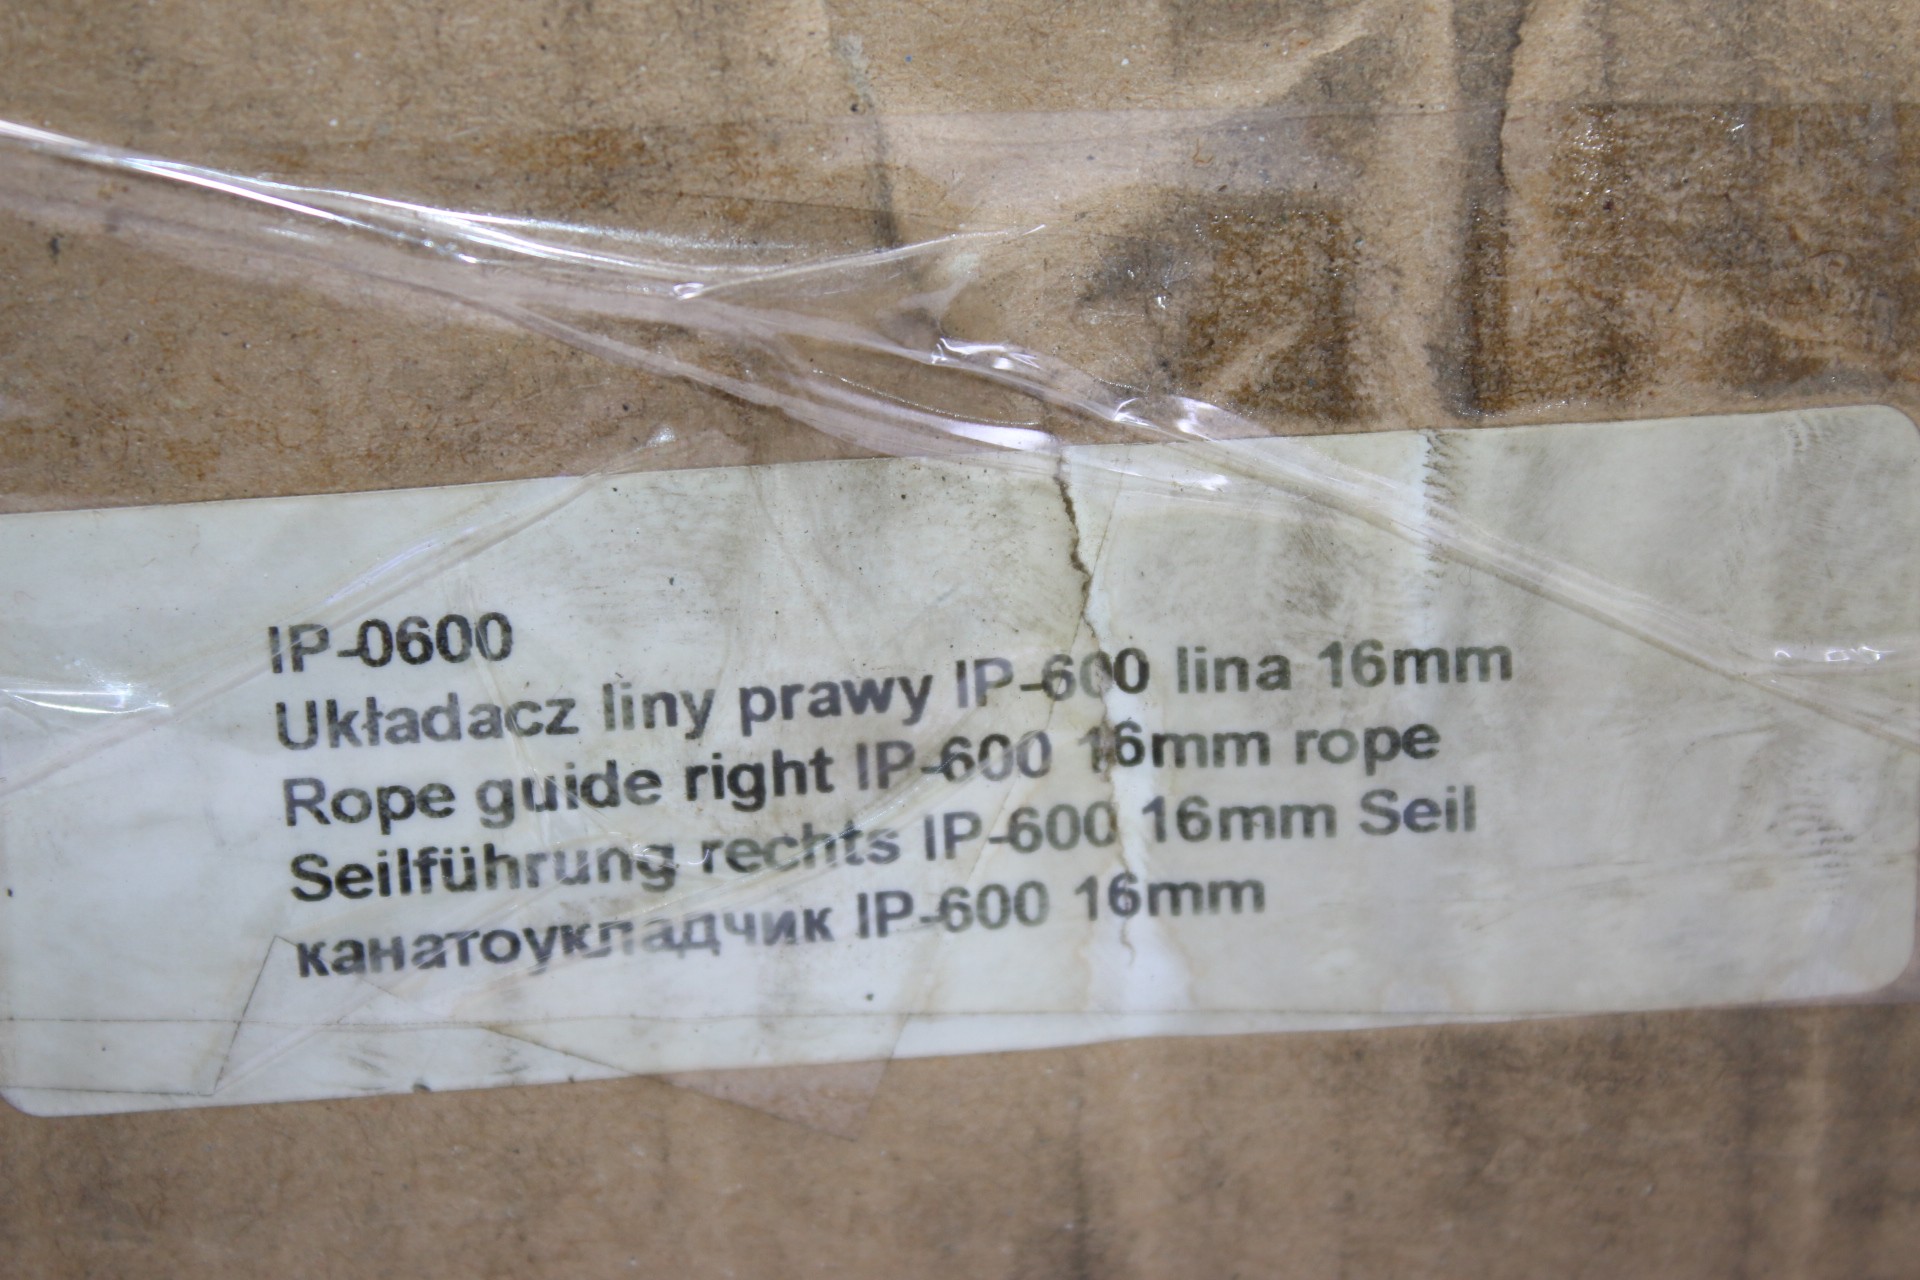 IP-0600
Układacz liny prawy IP-600 lina 16mm
Rope guide right IP-600 16mm rope
Seilführung rechts IP-600 16mm Seil
канатоукладчик IP-600 16mm